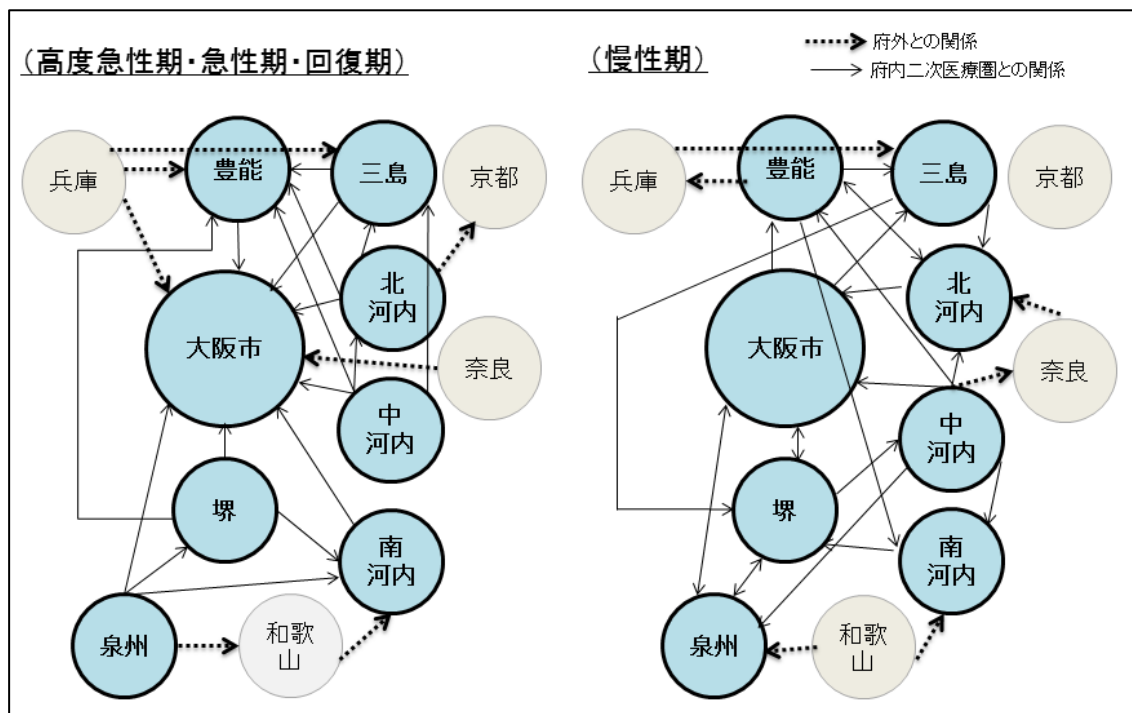 (高度急性期・急性期・回復期)
兵庫
豊能
三島
京都
北
河内
大阪市
奈良
中
河内
堺
南
河内
泉州
和歌
山
(慢性期)
府外との関係
府内二次医療圏との関係
兵庫
豊能
三島
京都
北
河内
大阪市
奈良
中
河内
堺
南
河内
泉州
和歌
山